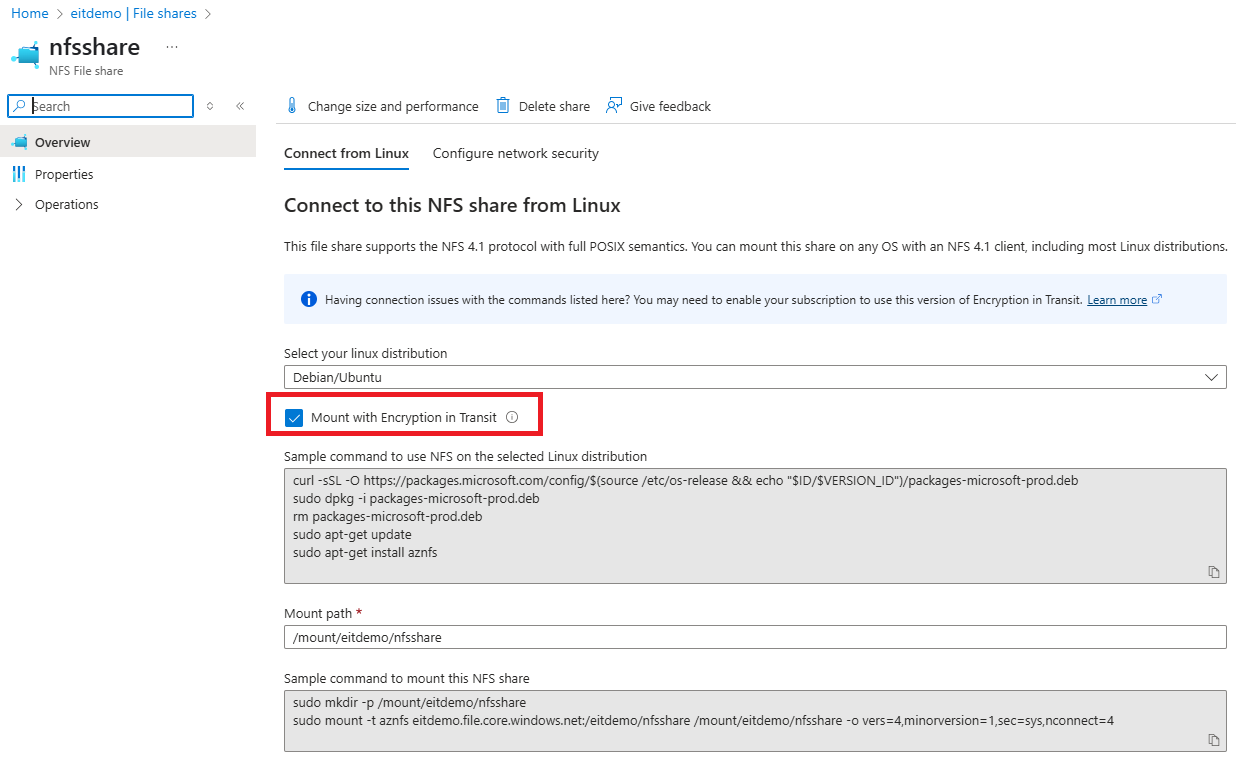 Home > eitdemo | File shares >
nfsshare ...
NFS File share
Search
Overview
Properties
Operations
Change size and performance Delete share Give feedback
Connect from Linux Configure network security
Connect to this NFS share from Linux
This file share supports the NFS 4.1 protocol with full POSIX semantics. You can mount this share on any OS with an NFS 4.1 client, including most Linux distributions.
Having connection issues with the commands listed here? You may need to enable your subscription to use this version of Encryption in Transit. Learn more
Select your linux distribution
Debian/Ubuntu
Mount with Encryption in Transit
Sample command to use NFS on the selected Linux distribution
curl -sSL -O https://packages.microsoft.com/config/$(source /etc/os-release && echo "$ID/$VERSION_ID")/packages-microsoft-prod.deb
sudo dpkg -i packages-microsoft-prod.deb
rm packages-microsoft-prod.deb
sudo apt-get update
sudo apt-get install aznfs
Mount path *
/mount/eitdemo/nfsshare
Sample command to mount this NFS share
sudo mkdir -p /mount/eitdemo/nfsshare
sudo mount -t aznfs eitdemo.file.core.windows.net:/eitdemo/nfsshare /mount/eitdemo/nfsshare -o vers=4,minorversion=1,sec=sys,nconnect=4